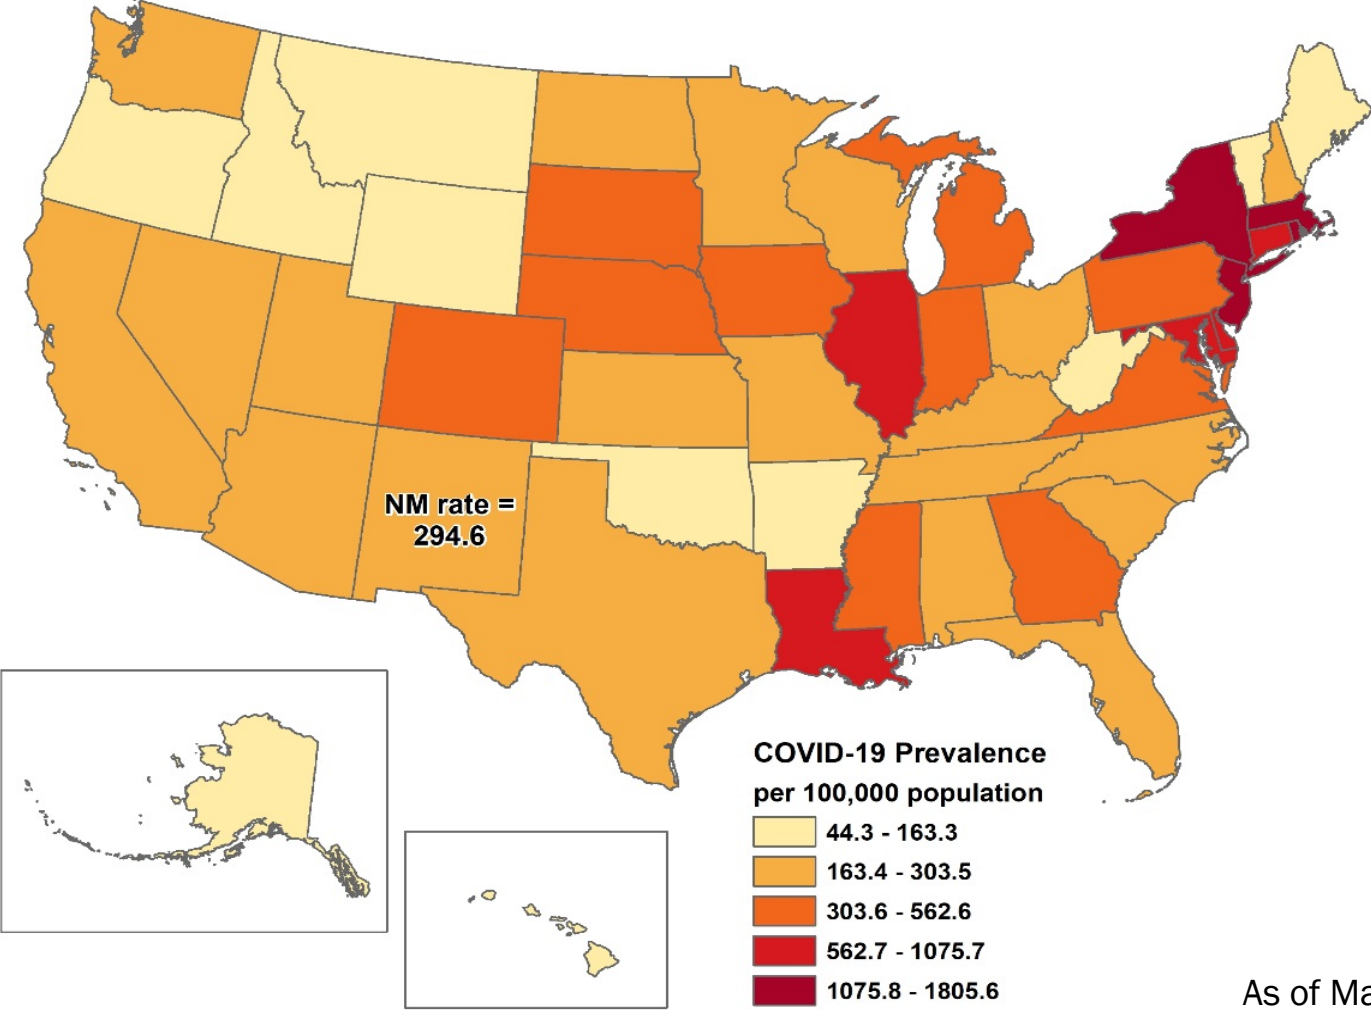 NM rate =
294.6
COVID-19 Prevalence
per 100,000 population
44.3 - 163.3
163.4 - 303.5
303.6 - 562.6
562.7 - 1075.7
1075.8 - 1805.6
As of Ma